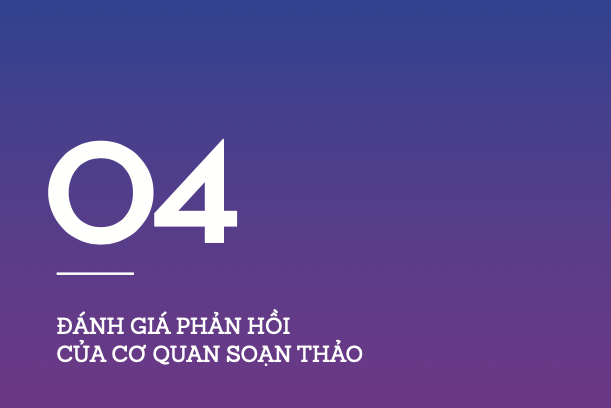 04
ĐÁNH GIÁ PHẢN HỒI
CỦA CƠ QUAN SOẠN THẢO